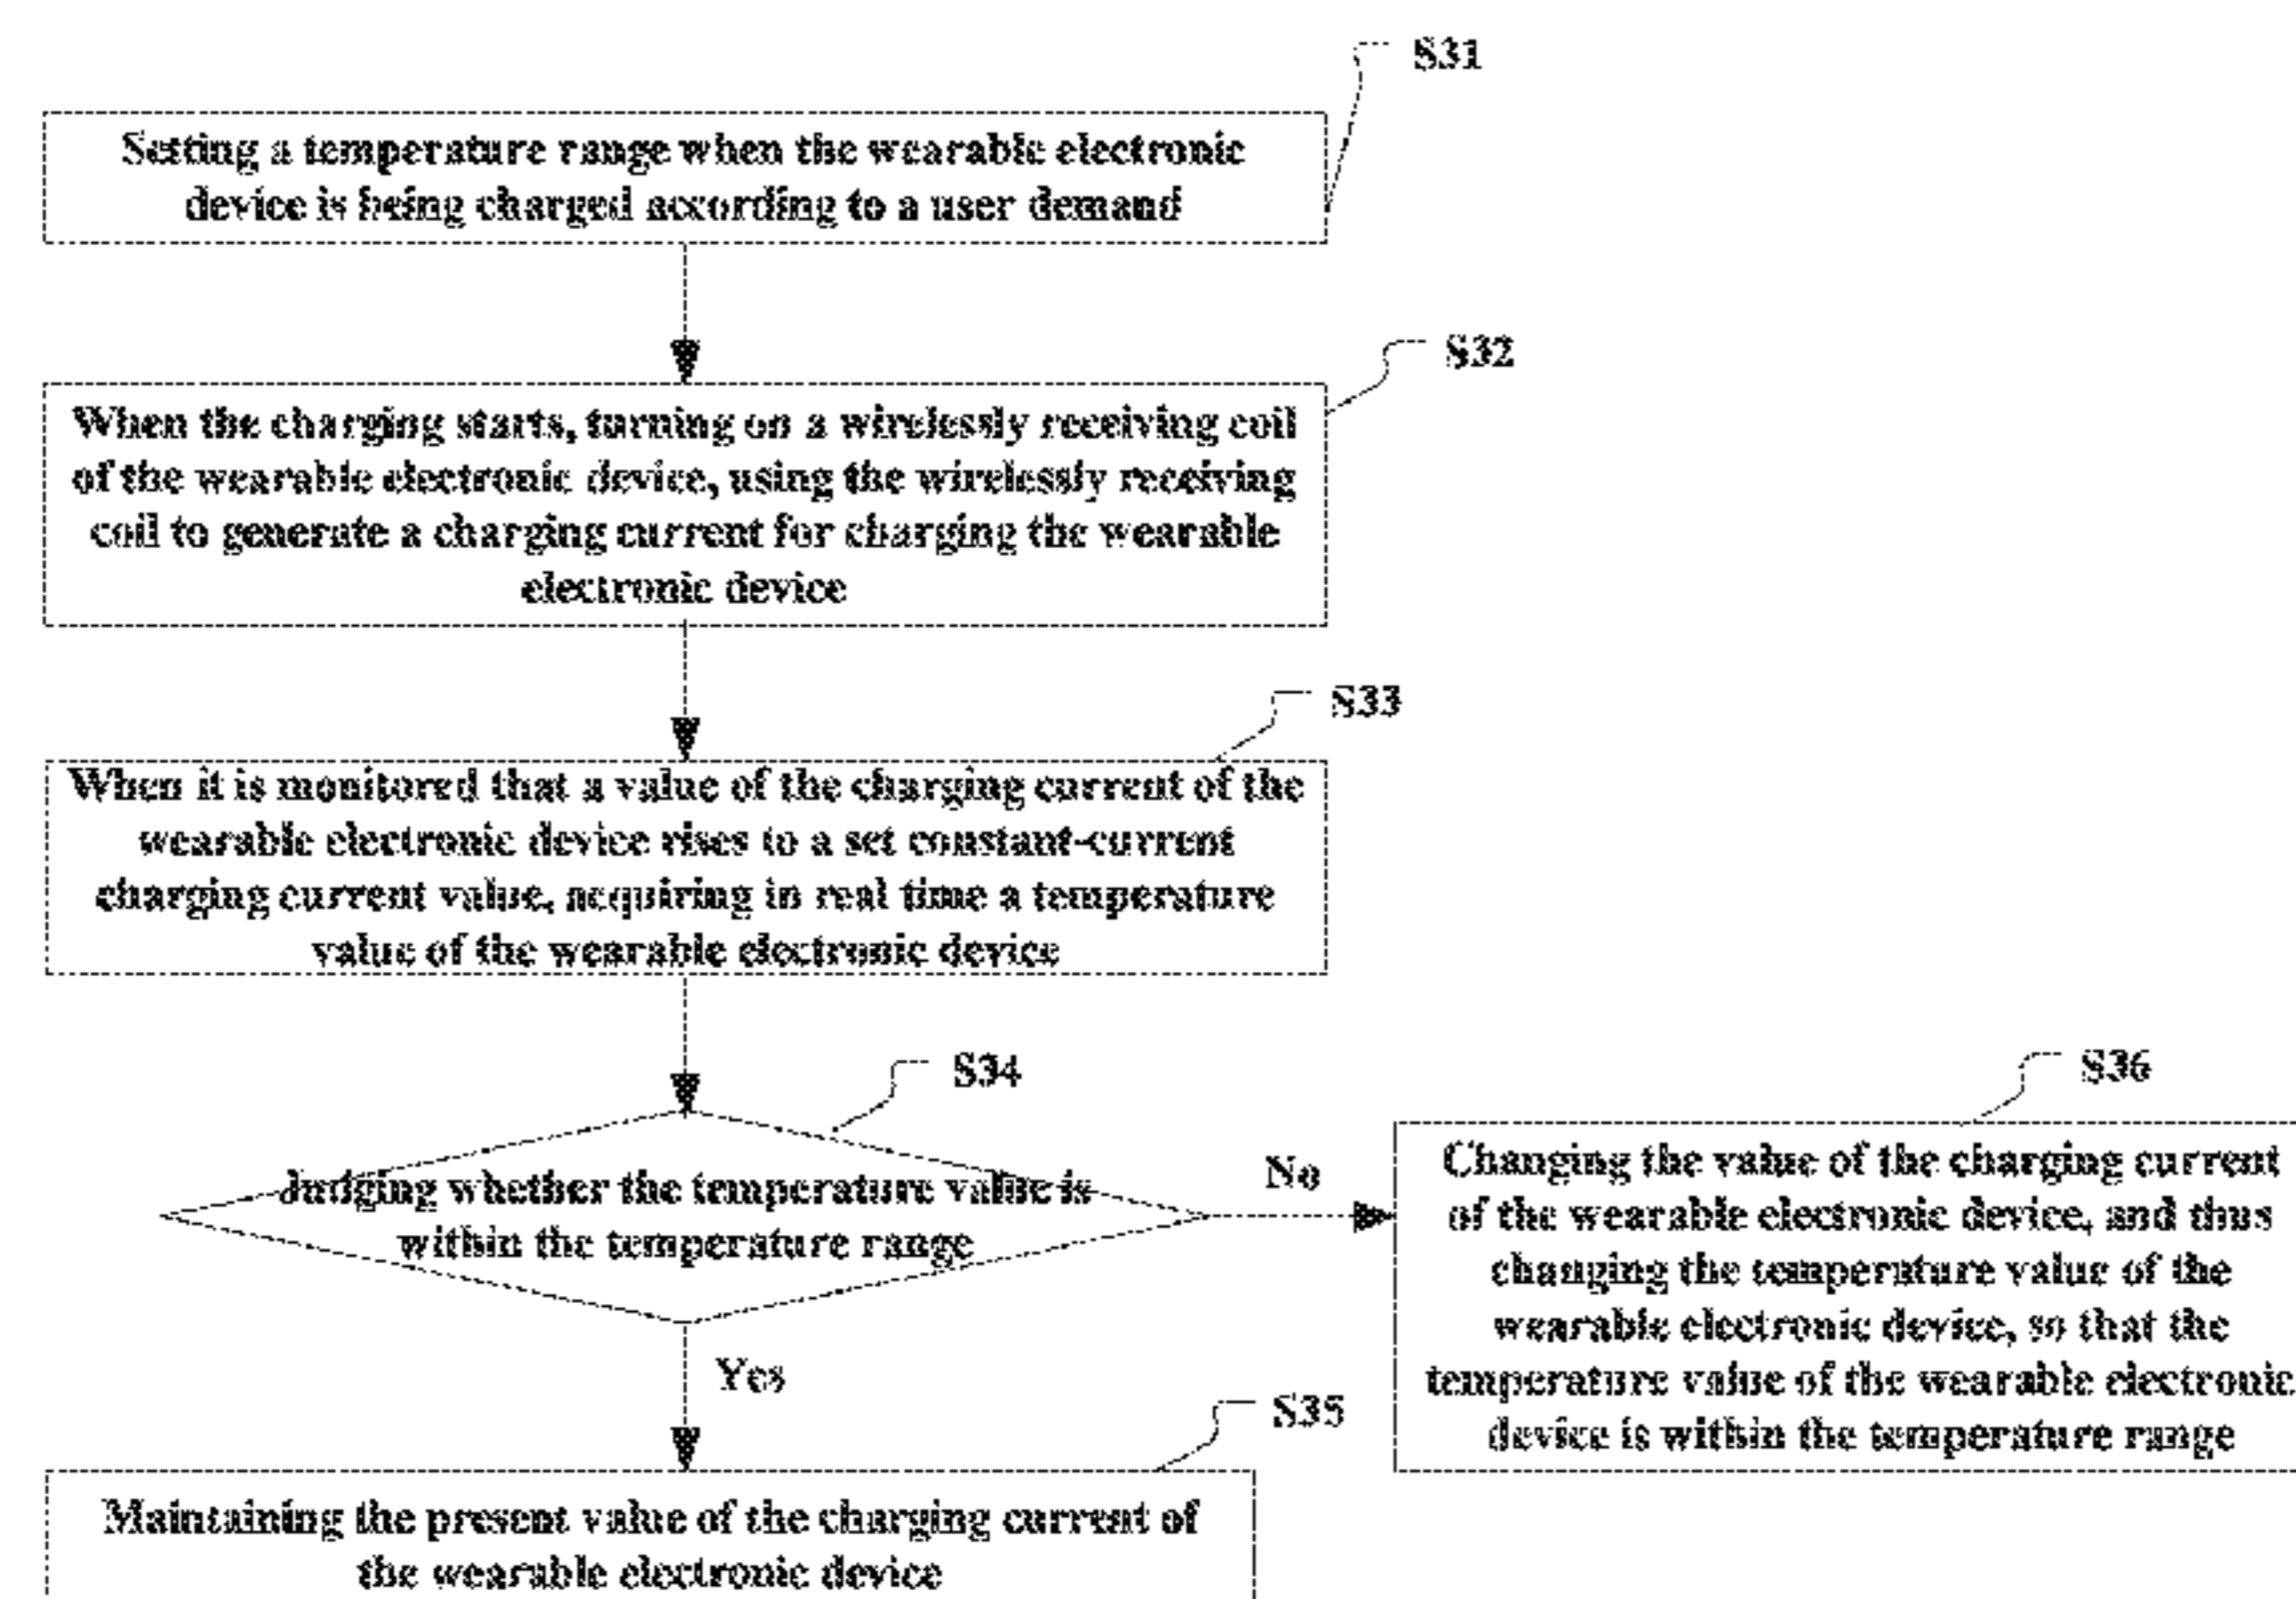 S31
Setting a temperature range when the wearable electronic
device is being charged according to a user demand
S32
When the charging starts, turning on a wirelessly receiving coil
of the wearable electronic device, using the wirelessly receiving
coil to generate a charging current for charging the wearable
electronic device
S33
When it is monitored that a value of the charging current of the
wearable electronic device rises to a set constant-current
charging current value, acquiring in real time a temperature
value of the wearable electronic device
S34
Judging whether the temperature value is
within the temperature range
No
S36
Changing the value of the charging current
of the wearable electronic device, and thus
changing the temperature value of the
wearable electronic device, so that the
temperature value of the wearable electronic
device is within the temperature range
Yes
S35
Maintaining the present value of the charging current of
the wearable electronic device